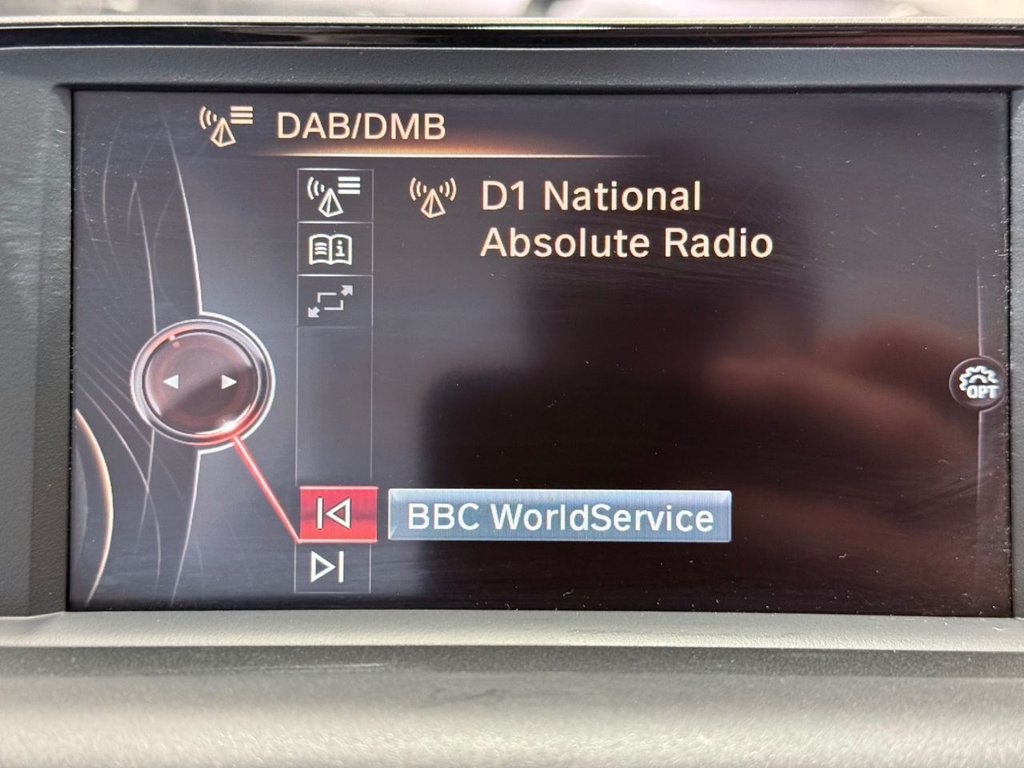 DAB/DMB
D1 National
Absolute Radio
OPT
BBC WorldService